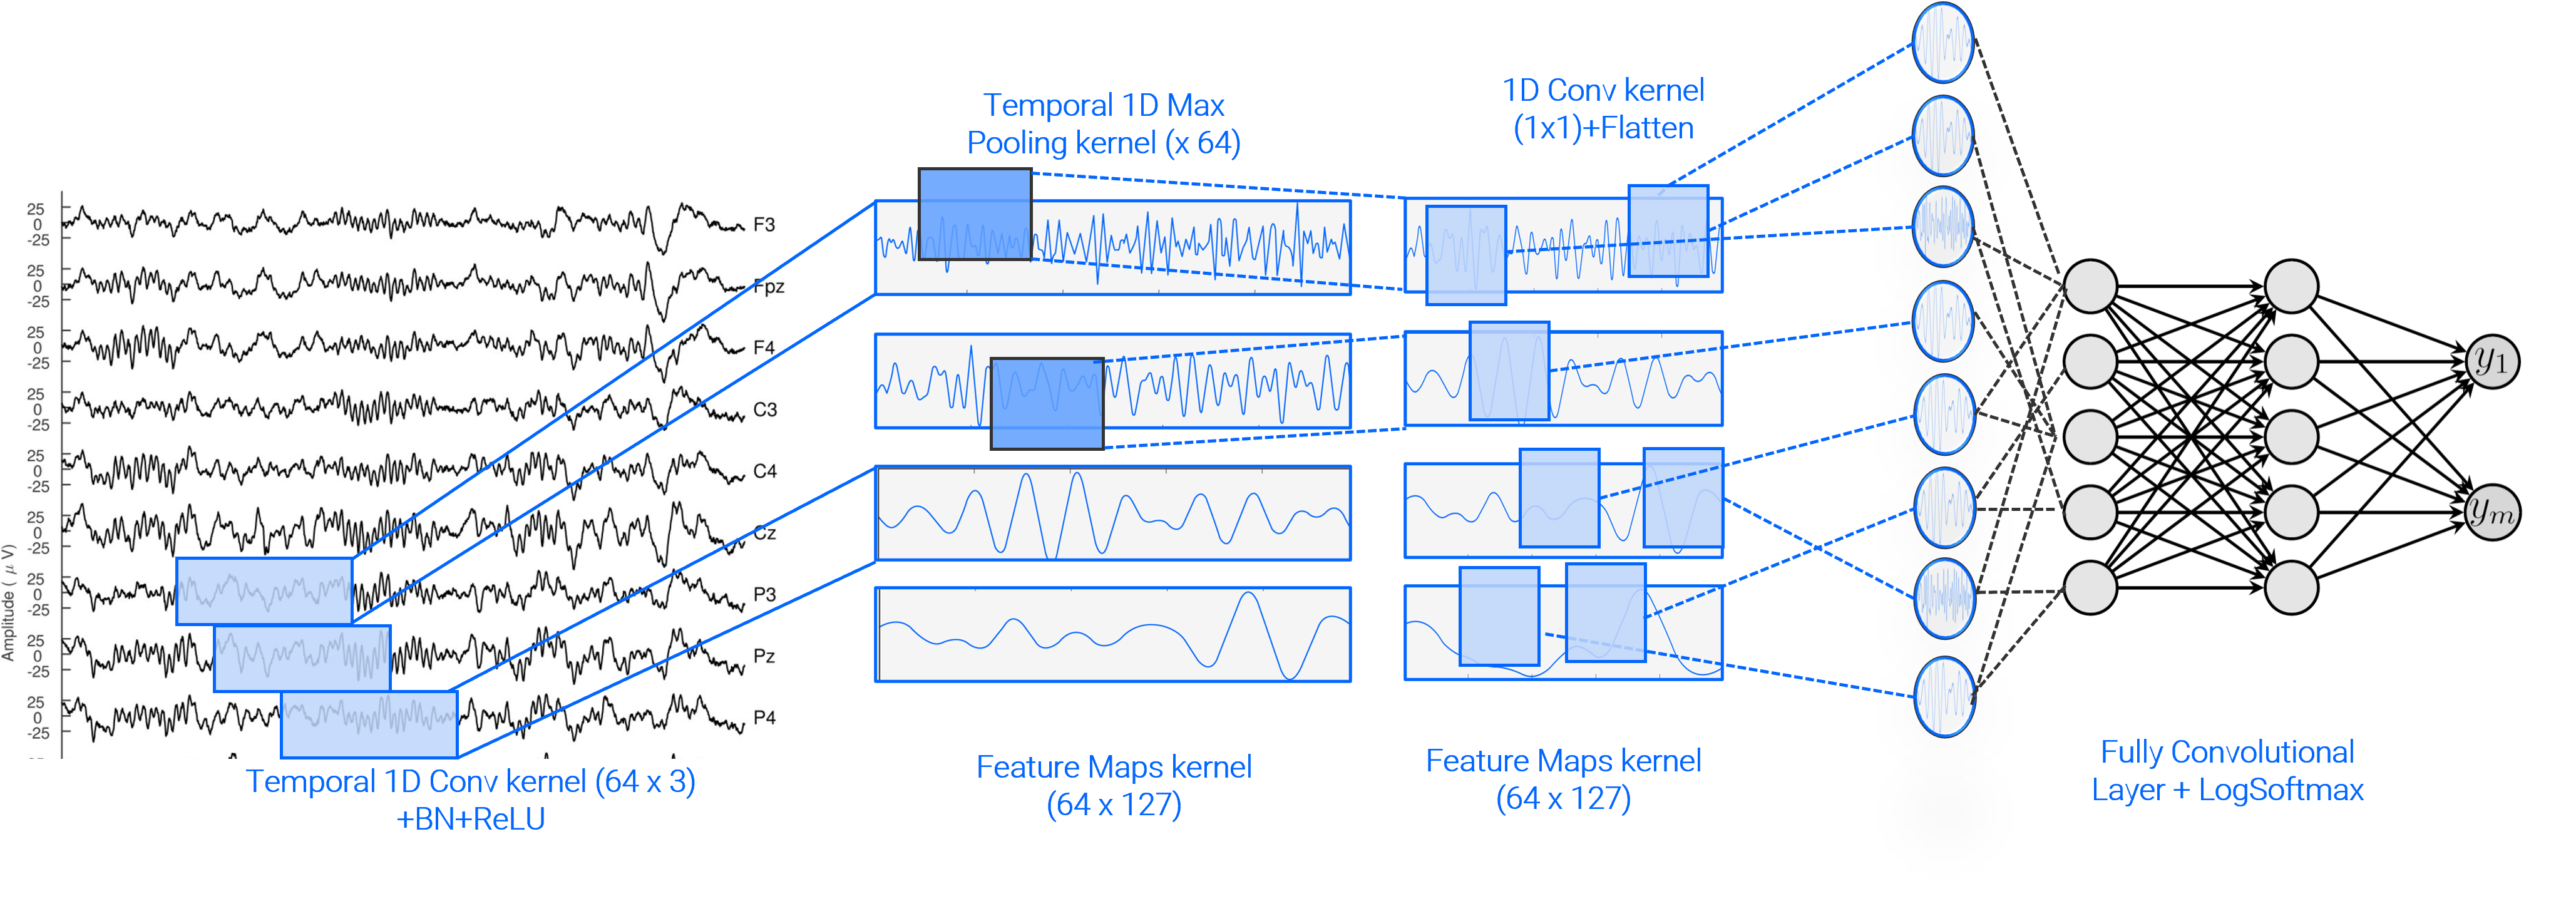 Temporal 1D Max
Pooling kernel (x 64)
1D Conv kernel
(1x1)+Flatten
Amplitude ( μ V)
25
0
-25
F3
25
0
-25
Fpz
25
0
-25
F4
25
0
-25
C3
25
0
-25
C4
25
0
-25
Cz
25
0
-25
P3
25
0
-25
Pz
25
0
-25
P4
y1
ym
Temporal 1D Conv kernel (64 x 3)
+BN+ReLU
Feature Maps kernel
(64 x 127)
Feature Maps kernel
(64 x 127)
Fully Convolutional
Layer + LogSoftmax